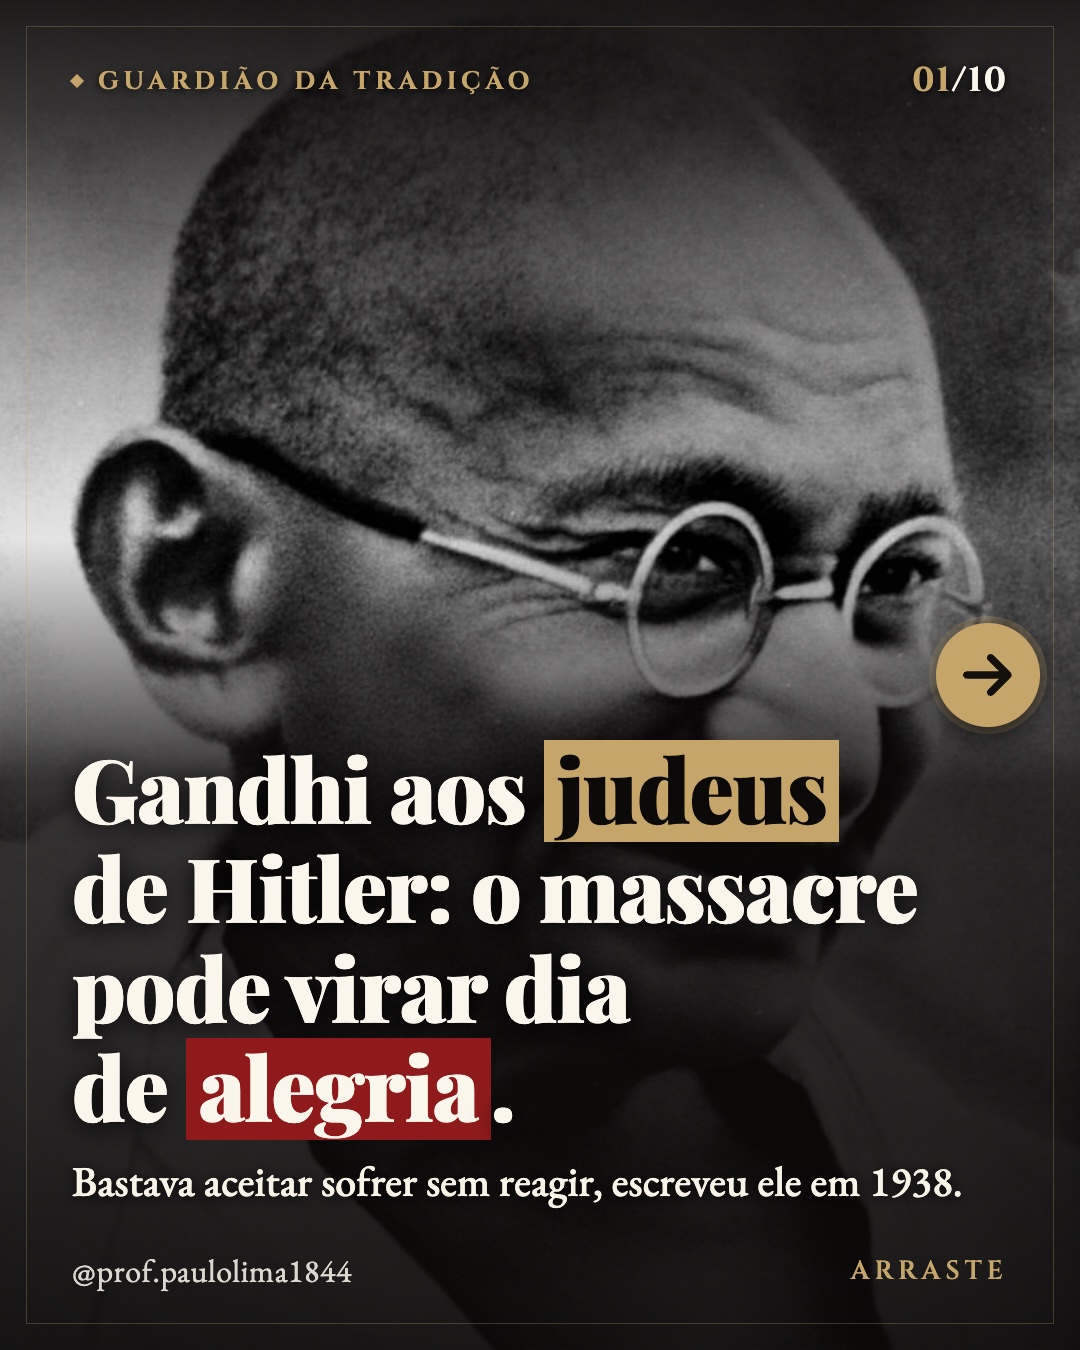 ◆ GUARDIÃO DA TRADIÇÃO
01/10
Gandhi aos judeus
de Hitler: o massacre
pode virar dia
de alegria.
Bastava aceitar sofrer sem reagir, escreveu ele em 1938.
@prof.paulolima1844
ARRASTE